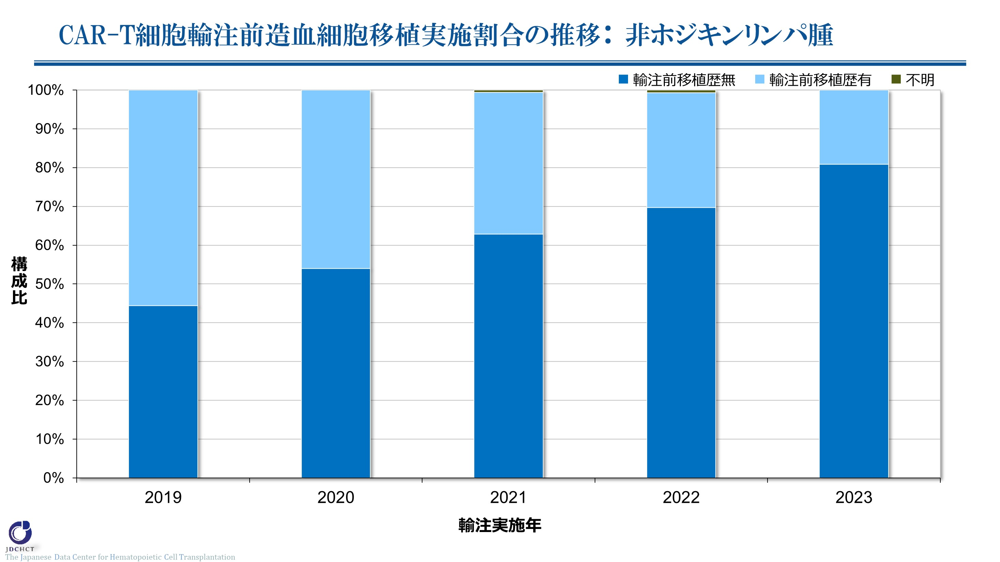 CAR-T細胞輸注前造血細胞移植実施割合の推移：非ホジキンリンパ腫
輸注前移植歴無 輸注前移植歴有 不明
100%
90%
80%
70%
60%
50%
40%
30%
20%
10%
0%
構成比
2019 2020 2021 2022 2023
輸注実施年
JDCHCT
The Japanese Data Center for Hematopoietic Cell Transplantation